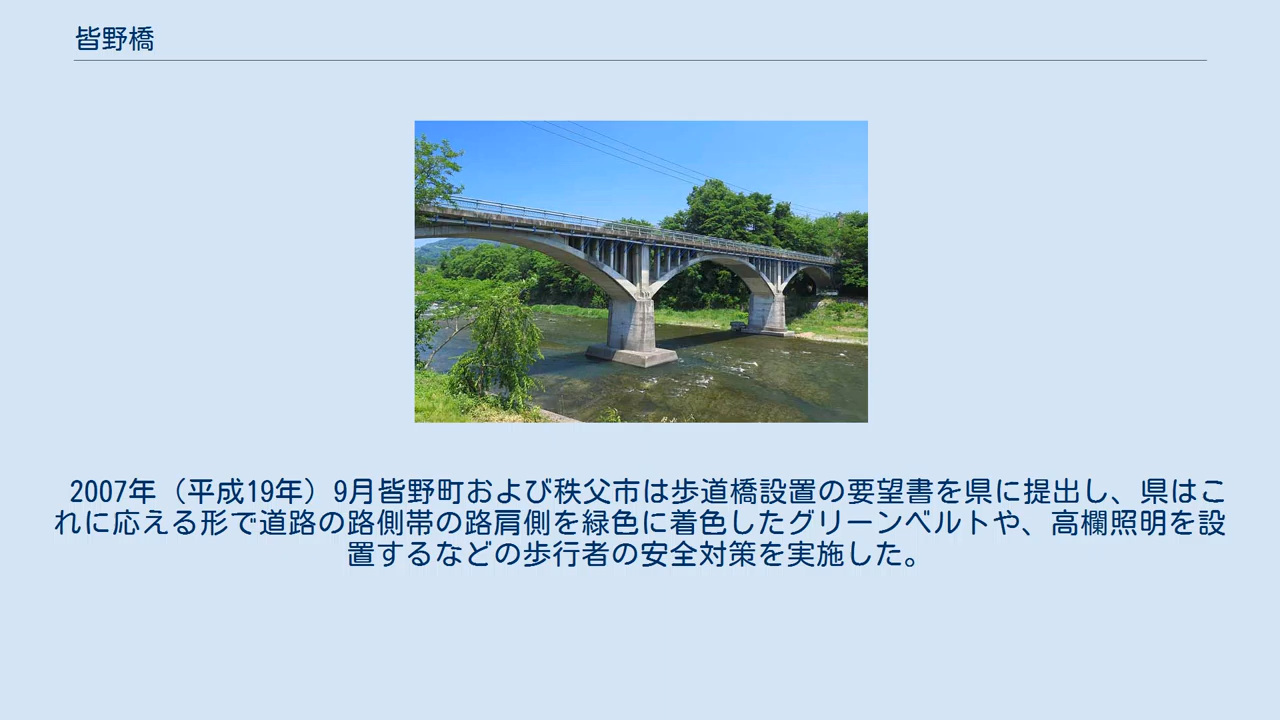 皆野橋
2007年（平成19年）9月皆野町および秩父市は歩道橋設置の要望書を県に提出し、県はこ
れに応える形で道路の路側帯の路肩側を緑色に着色したグリーンベルトや、高欄照明を設
置するなどの歩行者の安全対策を実施した。